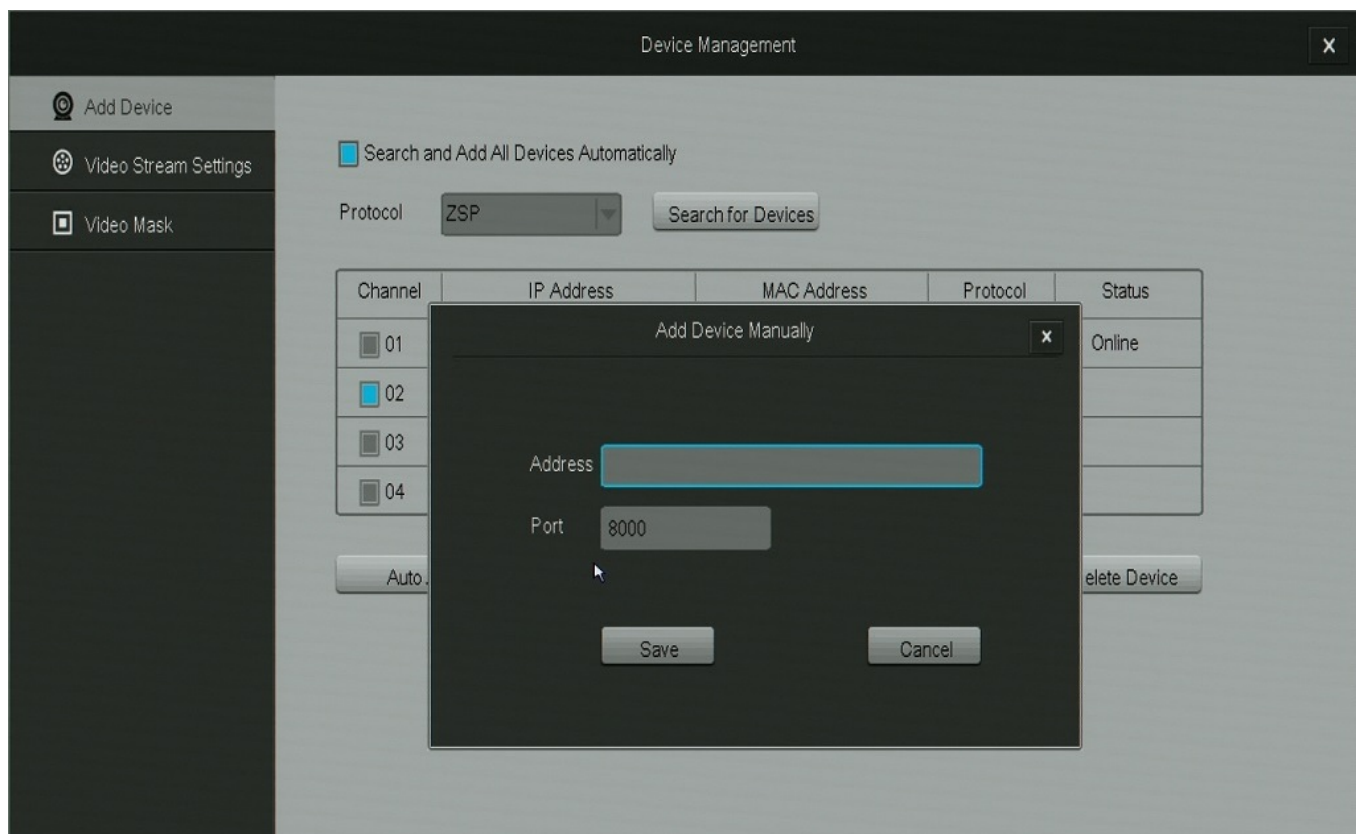 Device Management
X
Add Device
Video Stream Settings
Video Mask
Search and Add All Devices Automatically
Protocol ZSP Search for Devices
Channel IP Address MAC Address Protocol Status
01 Online
02
03
04
Add Device Manually x
Address
Port 8000
Save Cancel
Auto. elete Device